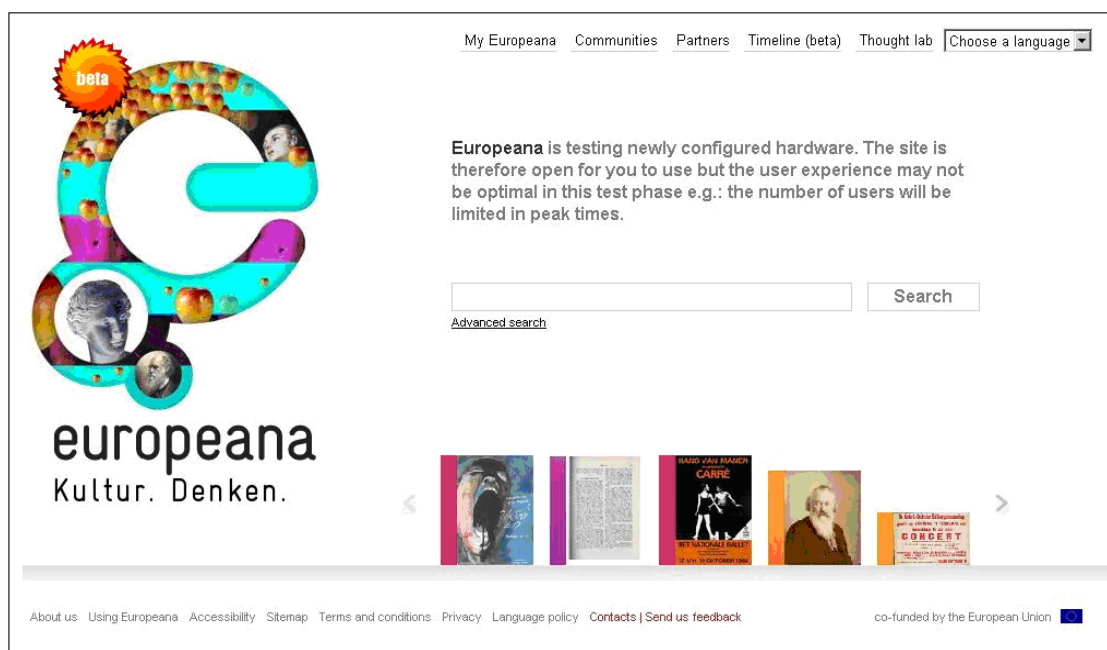 My Europeana Communities Partners Timeline (beta) Thought lab Choose a language
beta
Europeana is testing newly configured hardware. The site is
therefore open for you to use but the user experience may not
be optimal in this test phase e.g.: the number of users will be
limited in peak times.
Search
Advanced search
europeana
Kultur. Denken.
HANS VAN MANEN
CARRÉ
HET NATIONALE BALLET
CONCERT
About us Using Europeana Accessibility Sitemap Terms and conditions Privacy Language policy Contacts | Send us feedback co-funded by the European Union